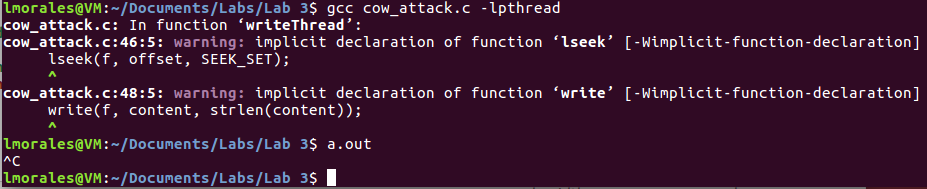 lmorales@VM:~/Documents/Labs/Lab 3$ gcc cow_attack.c -lpthread
cow_attack.c: In function ‘writeThread’:
cow_attack.c:46:5: warning: implicit declaration of function ‘lseek’ [-Wimplicit-function-declaration]
     lseek(f, offset, SEEK_SET);
     ^
cow_attack.c:48:5: warning: implicit declaration of function ‘write’ [-Wimplicit-function-declaration]
     write(f, content, strlen(content));
     ^
lmorales@VM:~/Documents/Labs/Lab 3$ a.out
^C
lmorales@VM:~/Documents/Labs/Lab 3$